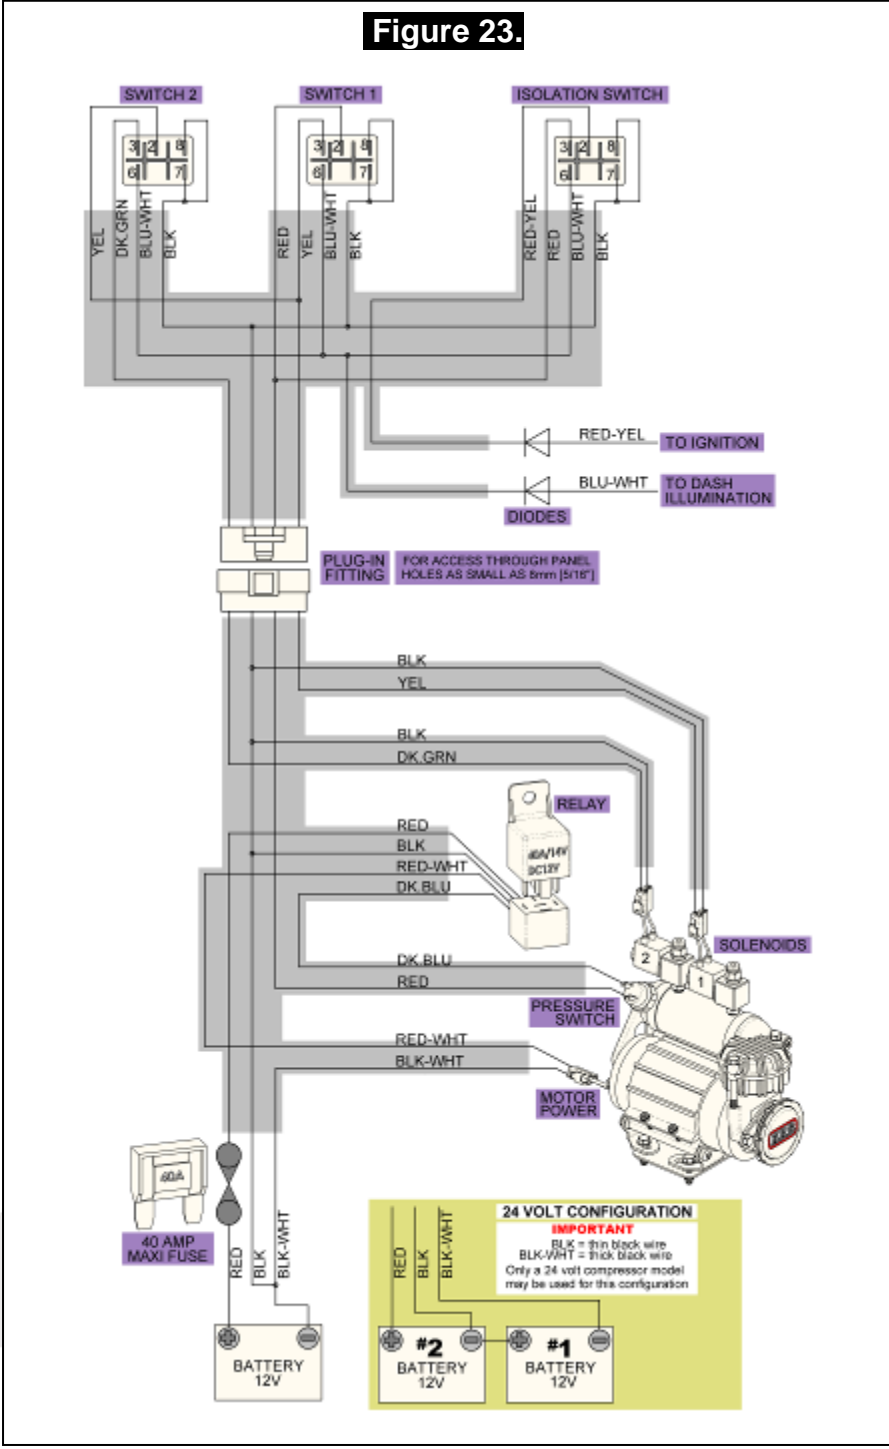 Figure 23.
SWITCH 2
SWITCH 1
ISOLATION SWITCH
3 2 8
6 7
3 2 8
6 7
3 2 8
6 7
YEL
DK.GRN
BLU-WHT
BLK
RED
YEL
BLU-WHT
BLK
RED-YEL
RED
BLU-WHT
BLK
RED-YEL
TO IGNITION
BLU-WHT
TO DASH
ILLUMINATION
DIODES
PLUG-IN
FITTING
FOR ACCESS THROUGH PANEL
HOLES AS SMALL AS 8mm [5/16"]
BLK
YEL
BLK
DK.GRN
RELAY
40A/14V
DC12V
RED
BLK
RED-WHT
DK.BLU
SOLENOIDS
2
1
DK.BLU
RED
PRESSURE
SWITCH
RED-WHT
BLK-WHT
MOTOR
POWER
40A
40 AMP
MAXI FUSE
RED
BLK
BLK-WHT
BATTERY
12V
24 VOLT CONFIGURATION
IMPORTANT
BLK = thin black wire
BLK-WHT = thick black wire
Only a 24 volt compressor model
may be used for this configuration
RED
BLK
BLK-WHT
#2
BATTERY
12V
#1
BATTERY
12V